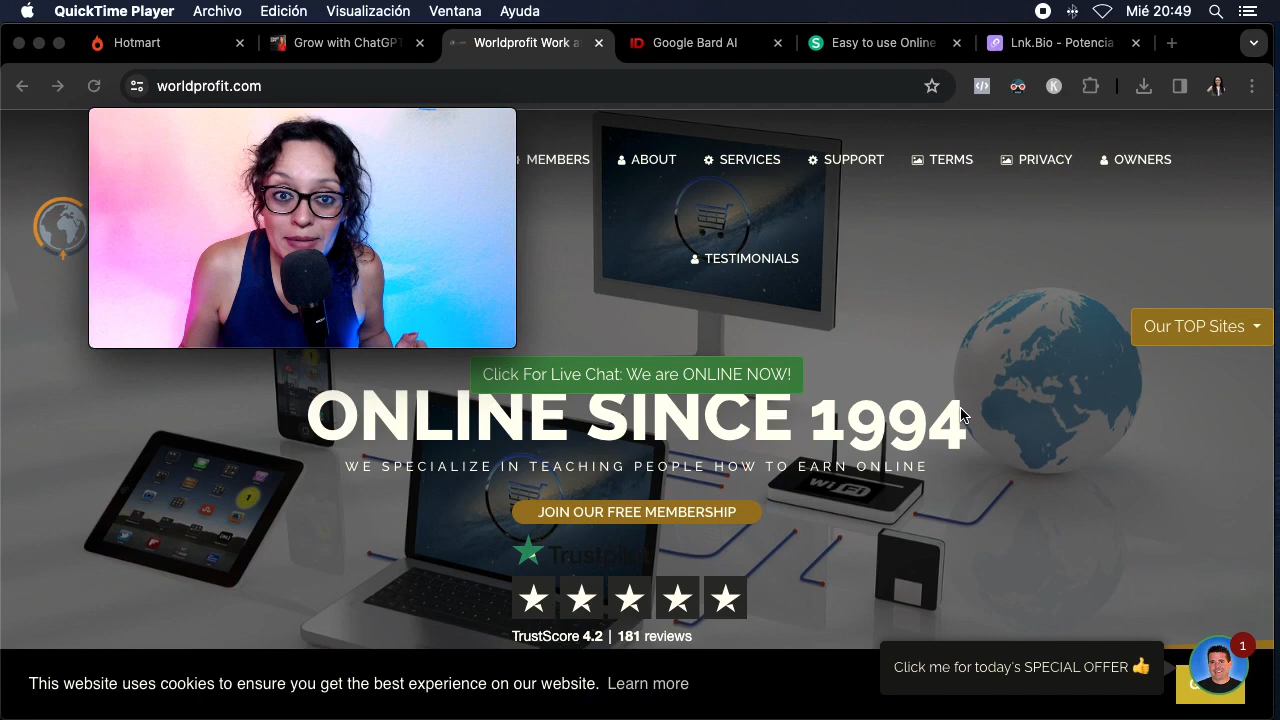 QuickTime Player Archivo Edición Visualización Ventana Ayuda Mié 20:49
Hotmart Grow with ChatGPT Worldprofit Work a Google Bard AI Easy to use Online Lnk.Bio - Potencia
worldprofit.com
MEMBERS ABOUT SERVICES SUPPORT TERMS PRIVACY OWNERS
TESTIMONIALS
Our TOP Sites
Click For Live Chat: We are ONLINE NOW!
ONLINE SINCE 1994
WE SPECIALIZE IN TEACHING PEOPLE HOW TO EARN ONLINE
WiFi
JOIN OUR FREE MEMBERSHIP
Trustpilot
TrustScore 4.2 | 181 reviews
Click me for today's SPECIAL OFFER 👍
1
This website uses cookies to ensure you get the best experience on our website. Learn more